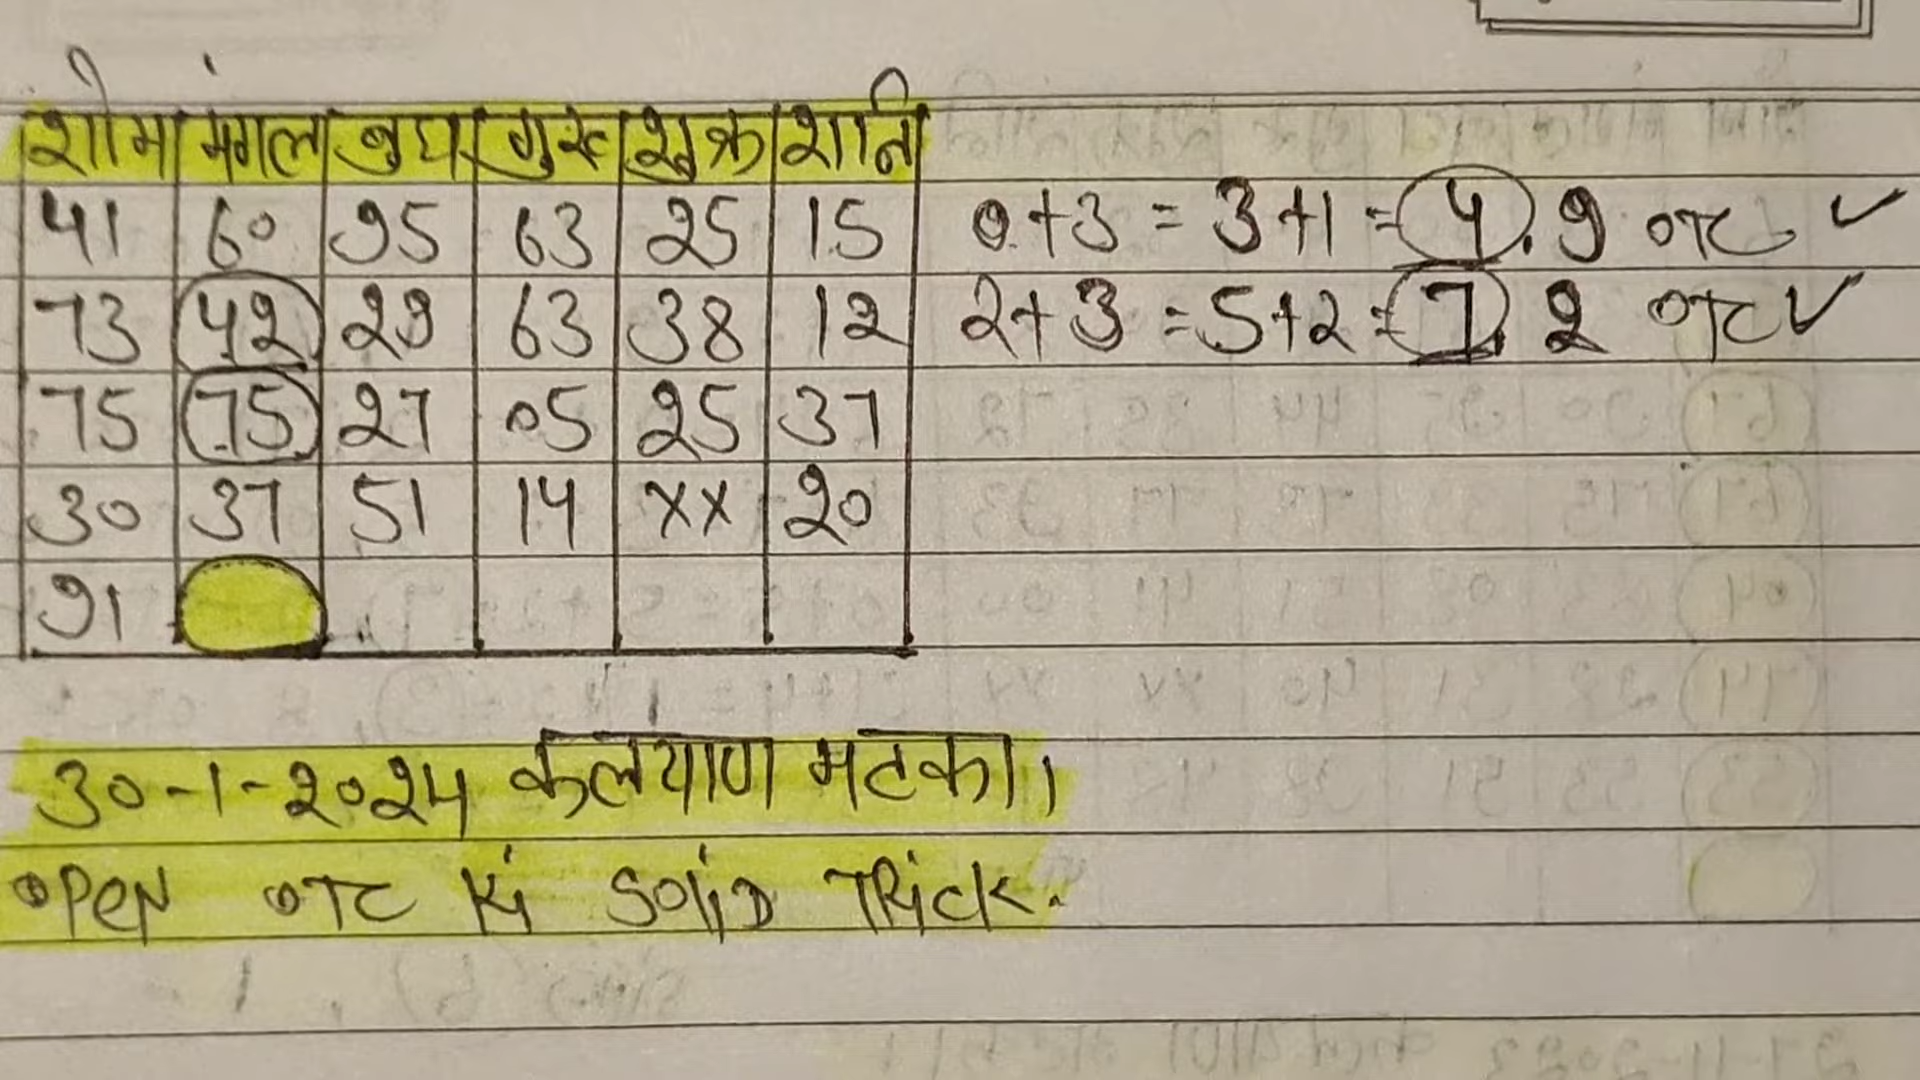 शोम मंगल बुध गुरु शुक्र शनि
41 60 95 63 25 15 0+3 = 3+1 = 4. 9 OTC ✓
73 42 29 63 38 12 2+3 = 5+2 = 7. 2 OTC ✓
75 75 27 05 25 37
30 37 51 14 XX 20
91
30-1-2024 कल्याण मटका।
OPEN OTC Ki SOliD TRick.